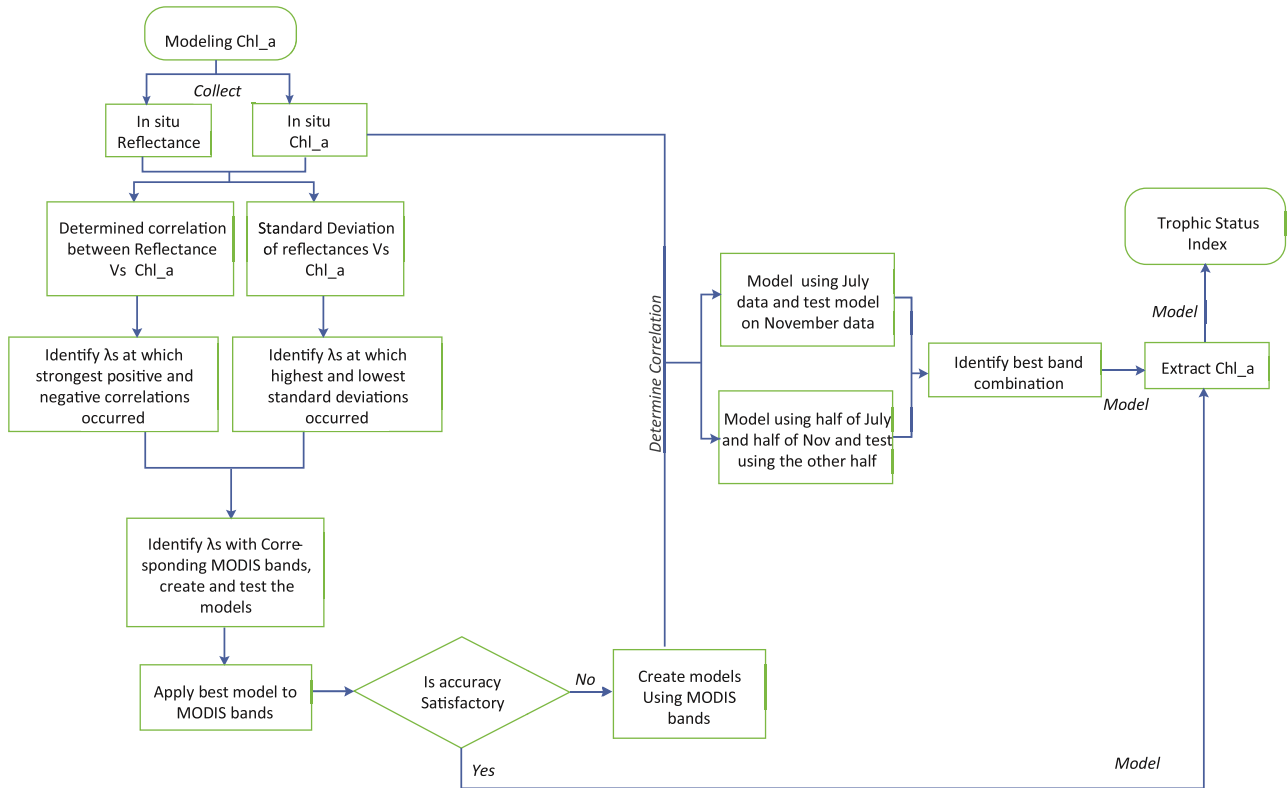 Modeling Chl_a
Collect
In situ
Reflectance
In situ
Chl_a
Determined correlation
between Reflectance
Vs Chl_a
Standard Deviation
of reflectances Vs
Chl_a
Identify λs at which
strongest positive and
negative correlations
occurred
Identify λs at which
highest and lowest
standard deviations
occurred
Identify λs with Corre-
sponding MODIS bands,
create and test the
models
Apply best model to
MODIS bands
Is accuracy
Satisfactory
No
Yes
Create models
Using MODIS
bands
Determine Correlation
Model using July
data and test model
on November data
Model using half of July
and half of Nov and test
using the other half
Identify best band
combination
Model
Extract Chl_a
Model
Trophic Status
Index
Model